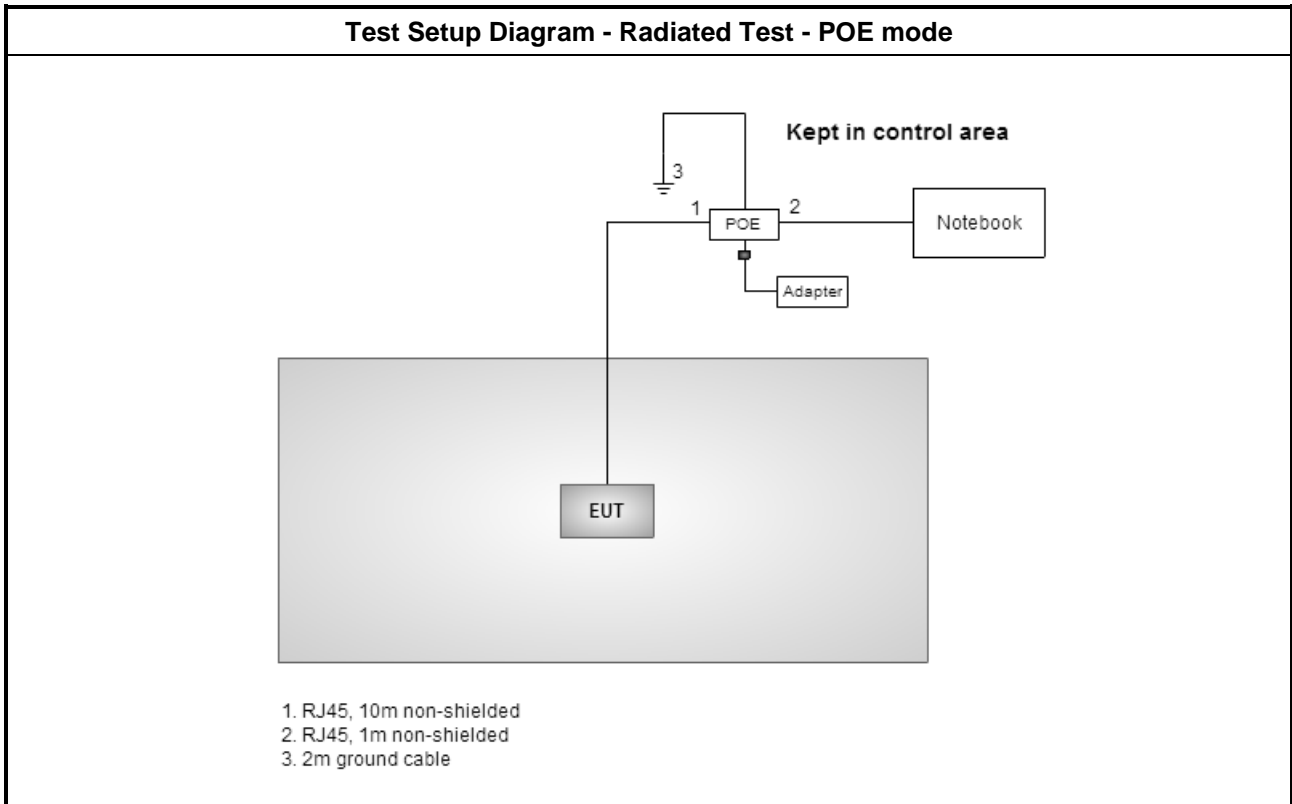 Test Setup Diagram - Radiated Test - POE mode
Kept in control area
3
1
POE
2
Notebook
Adapter
EUT
1. RJ45, 10m non-shielded
2. RJ45, 1m non-shielded
3. 2m ground cable